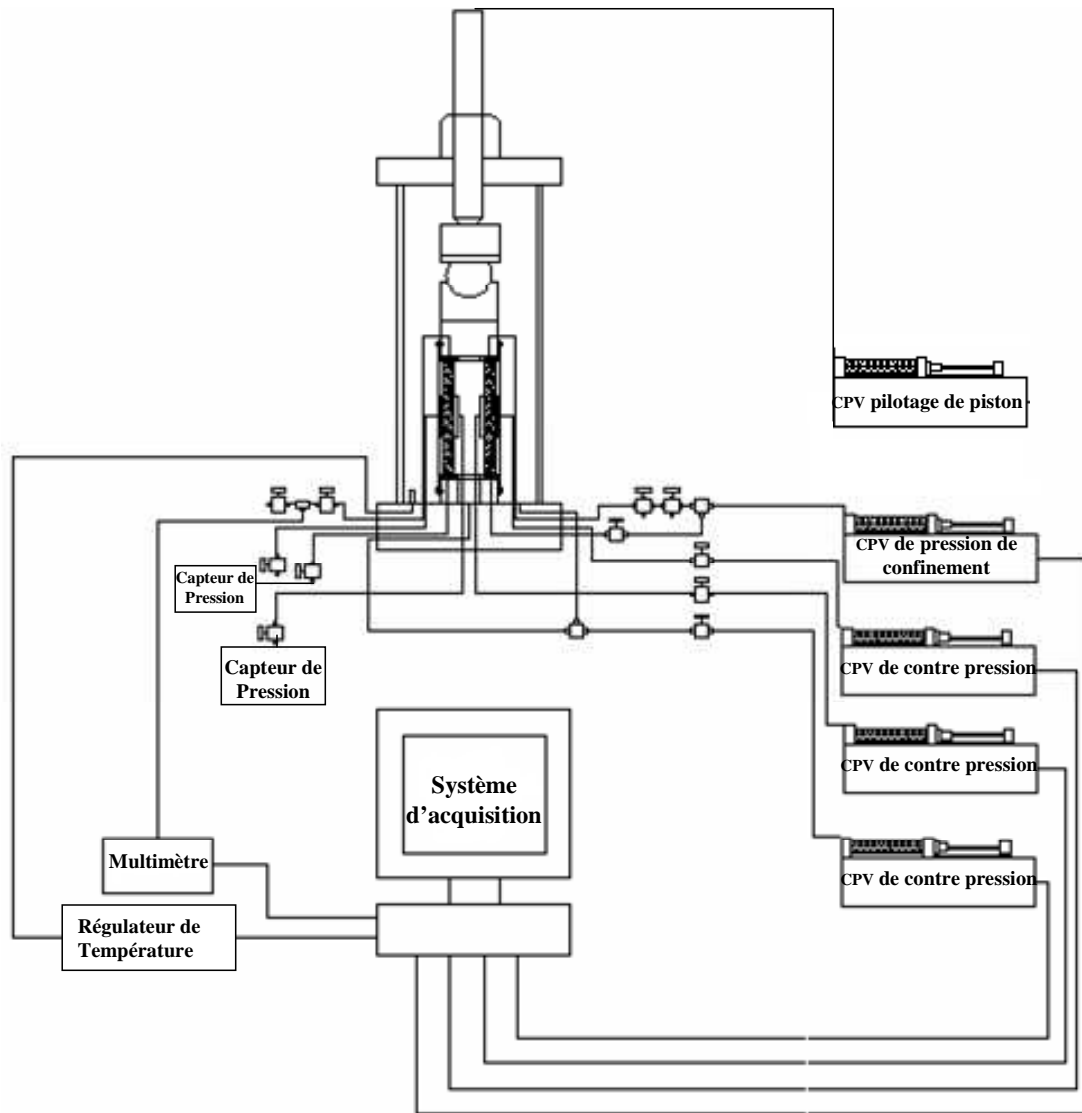 CPV pilotage de piston
CPV de pression de
confinement
Capteur de
Pression
Capteur de
Pression
CPV de contre pression
Système
d’acquisition
CPV de contre pression
Multimètre
CPV de contre pression
Régulateur de
Température